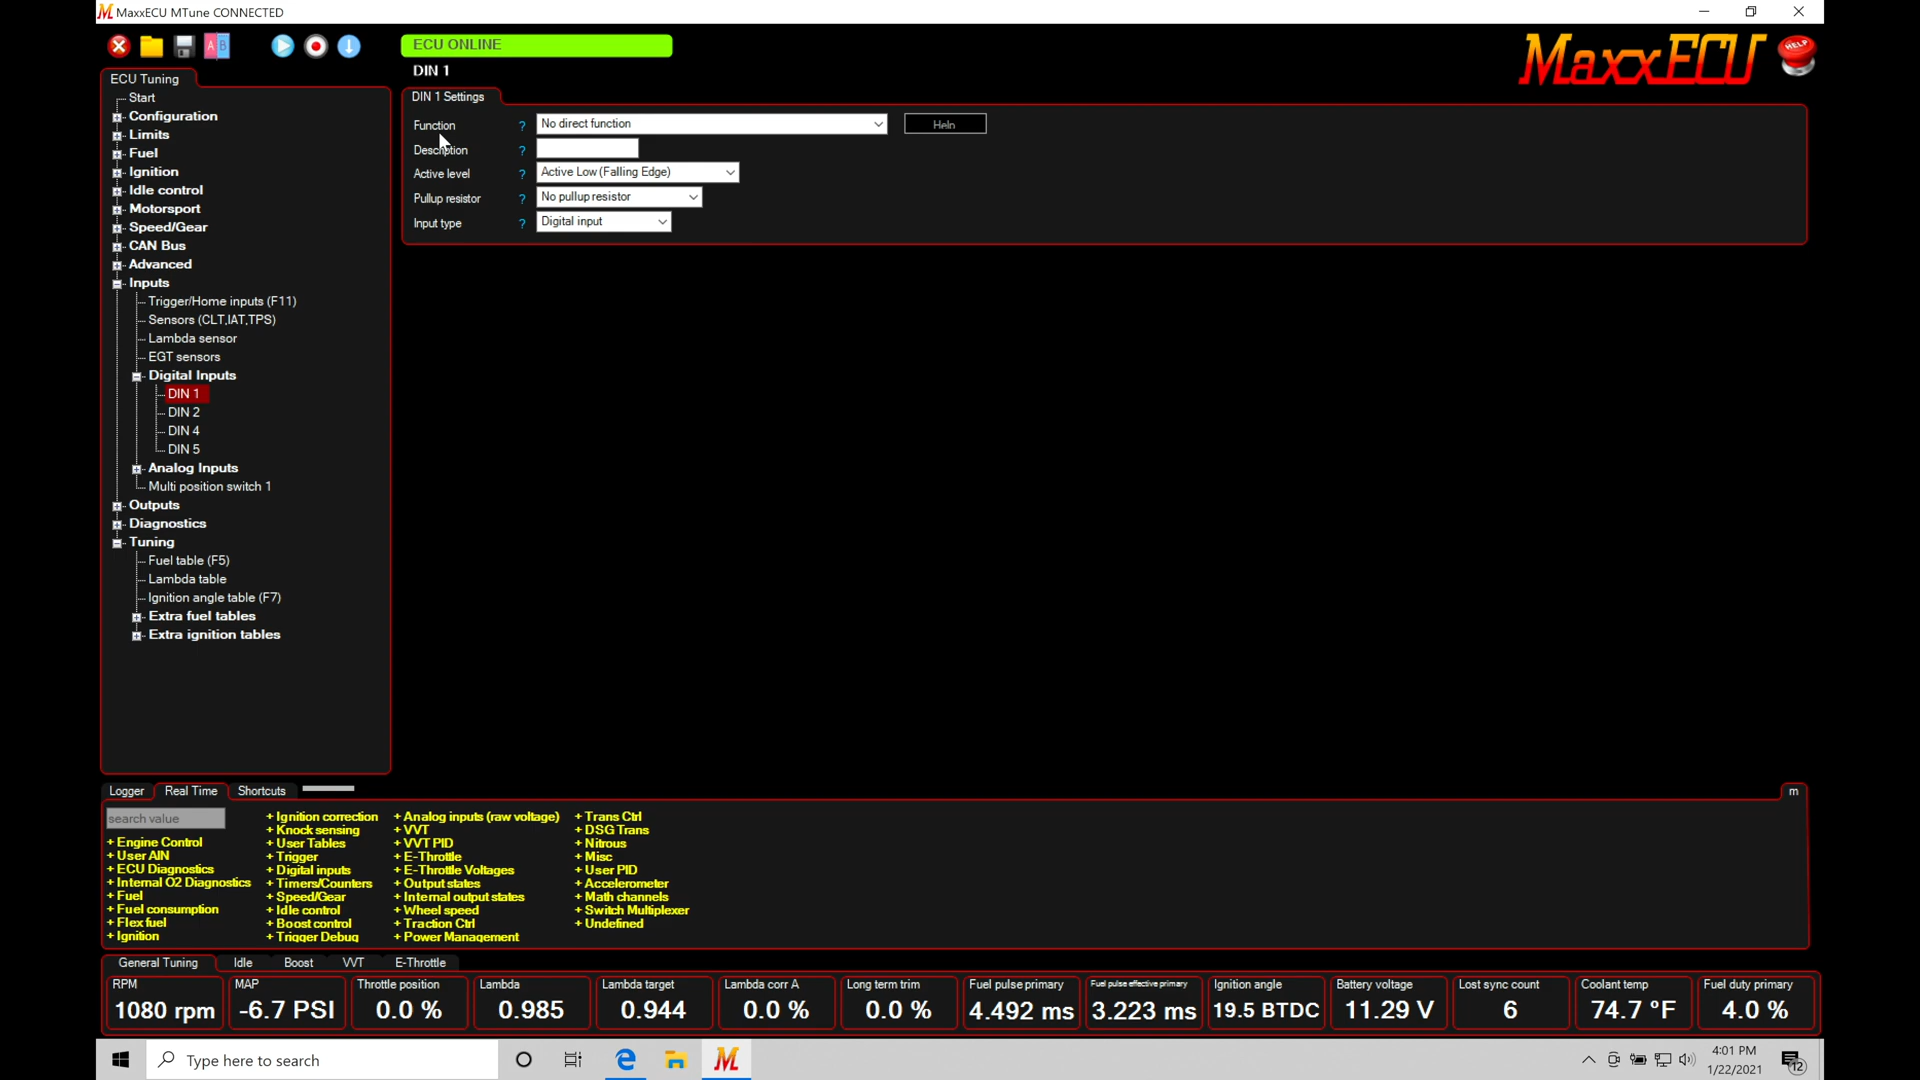 MaxxECU MTune CONNECTED
ECU ONLINE
MaxxECU
HELP
DIN 1
ECU Tuning
Start
Configuration
Limits
Fuel
Ignition
Idle control
Motorsport
Speed/Gear
CAN Bus
Advanced
Inputs
Trigger/Home inputs (F11)
Sensors (CLT,IAT,TPS)
Lambda sensor
EGT sensors
Digital Inputs
DIN 1
DIN 2
DIN 4
DIN 5
Analog Inputs
Multi position switch 1
Outputs
Diagnostics
Tuning
Fuel table (F5)
Lambda table
Ignition angle table (F7)
Extra fuel tables
Extra ignition tables
DIN 1 Settings
Function ? No direct function Help
Description ?
Active level ? Active Low (Falling Edge)
Pullup resistor ? No pullup resistor
Input type ? Digital input
Logger Real Time Shortcuts m
search value
+ Engine Control
+ User AIN
+ ECU Diagnostics
+ Internal O2 Diagnostics
+ Fuel
+ Fuel consumption
+ Flex fuel
+ Ignition
+ Ignition correction
+ Knock sensing
+ User Tables
+ Trigger
+ Digital inputs
+ Timers/Counters
+ Speed/Gear
+ Idle control
+ Boost control
+ Trigger Debug
+ Analog inputs (raw voltage)
+ VVT
+ VVT PID
+ E-Throttle
+ E-Throttle Voltages
+ Output states
+ Internal output states
+ Wheel speed
+ Traction Ctrl
+ Power Management
+ Trans Ctrl
+ DSG Trans
+ Nitrous
+ Misc
+ User PID
+ Accelerometer
+ Math channels
+ Switch Multiplexer
+ Undefined
General Tuning Idle Boost VVT E-Throttle
RPM
1080 rpm
MAP
-6.7 PSI
Throttle position
0.0 %
Lambda
0.985
Lambda target
0.944
Lambda corr A
0.0 %
Long term trim
0.0 %
Fuel pulse primary
4.492 ms
Fuel pulse effective primary
3.223 ms
Ignition angle
19.5 BTDC
Battery voltage
11.29 V
Lost sync count
6
Coolant temp
74.7 °F
Fuel duty primary
4.0 %
Type here to search
4:01 PM
1/22/2021
12